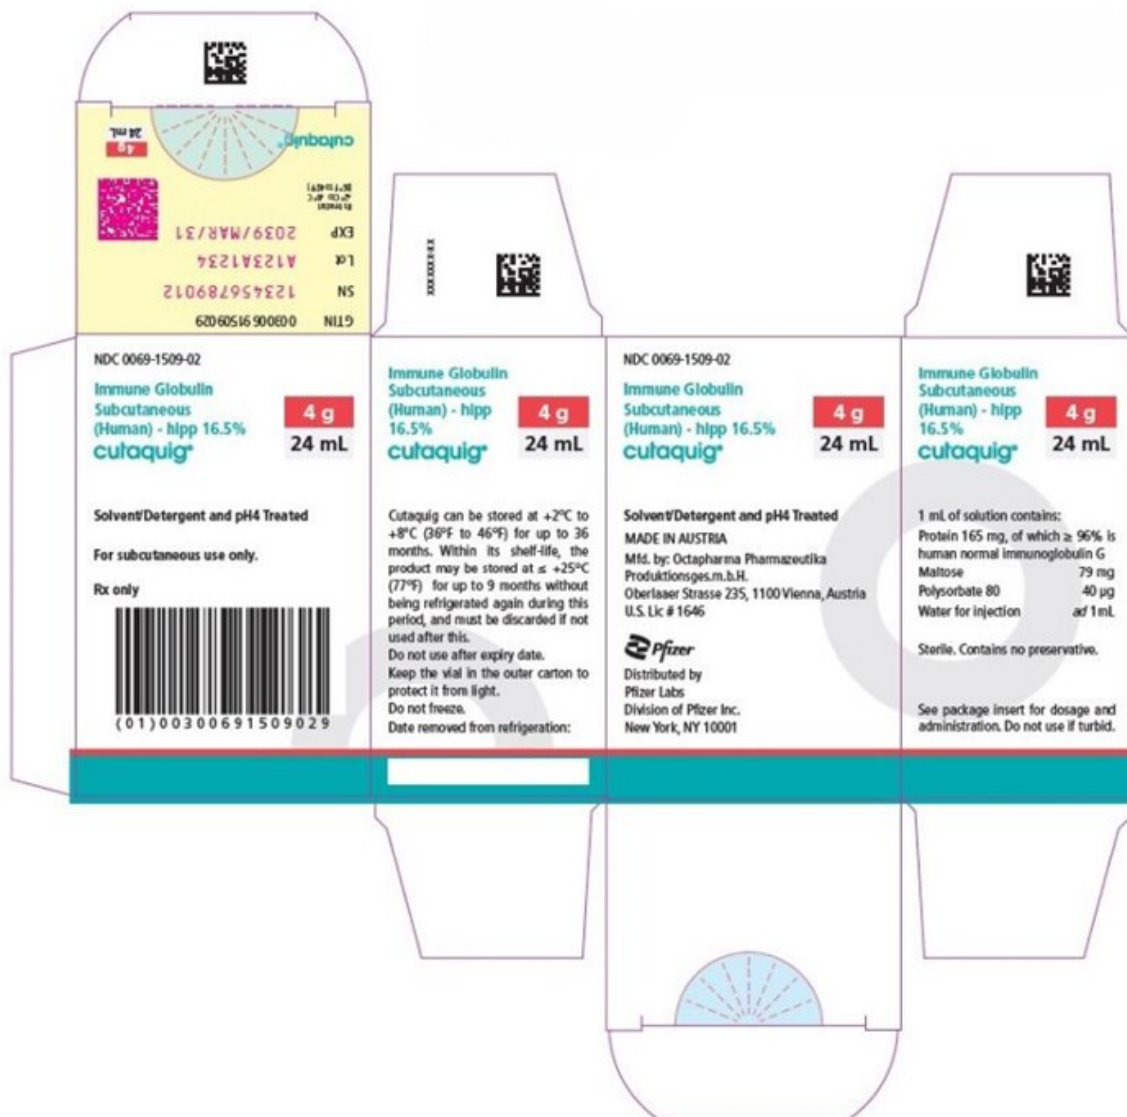 cutaquig®
4 g
24 mL
EXP 2039/MAR/31
Lot A123A1234
SN 123456789012
GTIN 00300691509029
XX-XXXXXXX
NDC 0069-1509-02
Immune Globulin
Subcutaneous
(Human) - hipp 16.5%
cutaquig®
4 g
24 mL
Solvent/Detergent and pH4 Treated
For subcutaneous use only.
Rx only
(01)00300691509029
Immune Globulin
Subcutaneous
(Human) - hipp
16.5%
cutaquig®
4 g
24 mL
Cutaquig can be stored at +2°C to
+8°C (36°F to 46°F) for up to 36
months. Within its shelf-life, the
product may be stored at ≤ +25°C
(77°F) for up to 9 months without
being refrigerated again during this
period, and must be discarded if not
used after this.
Do not use after expiry date.
Keep the vial in the outer carton to
protect it from light.
Do not freeze.
Date removed from refrigeration:
NDC 0069-1509-02
Immune Globulin
Subcutaneous
(Human) - hipp 16.5%
cutaquig®
4 g
24 mL
Solvent/Detergent and pH4 Treated
MADE IN AUSTRIA
Mfd. by: Octapharma Pharmazeutika
Produktionsges.m.b.H.
Oberlaaer Strasse 235, 1100 Vienna, Austria
U.S. Lic # 1646
Pfizer
Distributed by
Pfizer Labs
Division of Pfizer Inc.
New York, NY 10001
Immune Globulin
Subcutaneous
(Human) - hipp
16.5%
cutaquig®
4 g
24 mL
1 mL of solution contains:
Protein 165 mg, of which ≥ 96% is
human normal immunoglobulin G
Maltose 79 mg
Polysorbate 80 40 µg
Water for injection ad 1mL
Sterile. Contains no preservative.
See package insert for dosage and
administration. Do not use if turbid.